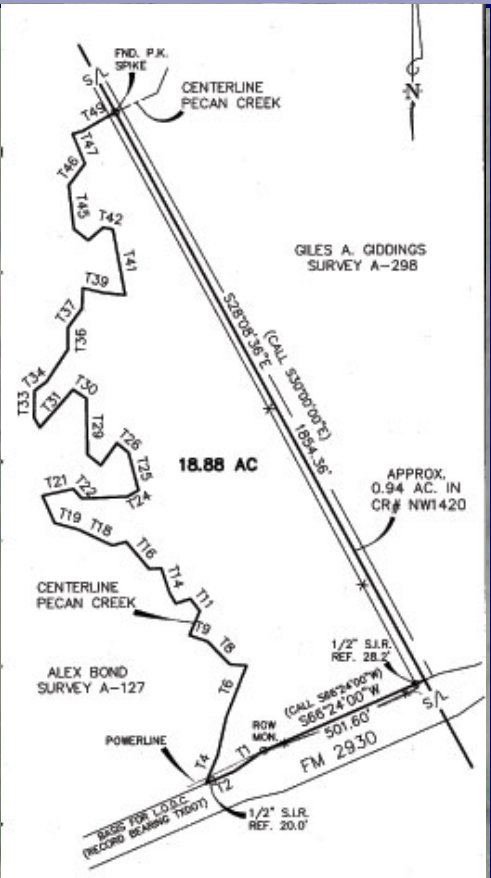 FND. P.K.
SPIKE
S/L
CENTERLINE
PECAN CREEK
N
T49
T47
T46
T45
T42
T41
GILES A. GIDDINGS
SURVEY A-298
T39
T37
T36
S28°08'36"E
(CALL S30°00'00"E)
1854.36'
T34
T33
T31
T30
T29
T26
T25
T24
18.88 AC
APPROX.
0.94 AC. IN
CR# NW1420
T21
T22
T19
T18
T16
T14
T11
T9
T8
T6
CENTERLINE
PECAN CREEK
1/2" S.I.R.
REF. 28.2'
ALEX BOND
SURVEY A-127
(CALL S66°24'00"W)
S66°24'00"W
501.60'
S/L
ROW
MON.
FM 2930
POWERLINE
T4
T1
T2
BASIS FOR L.O.D.C.
(RECORD BEARING TXDOT)
1/2" S.I.R.
REF. 20.0'